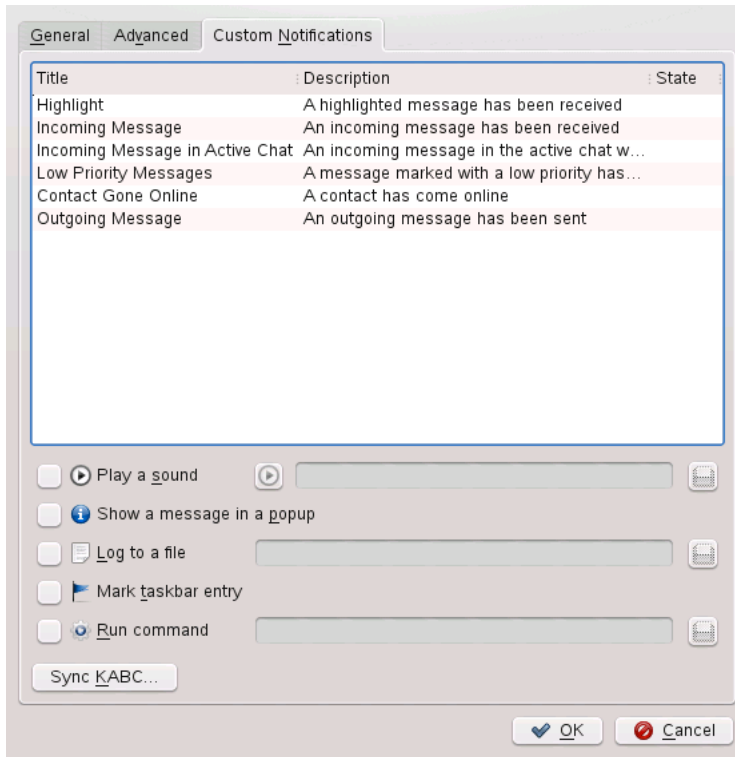 General Advanced Custom Notifications
Title Description State
Highlight A highlighted message has been received
Incoming Message An incoming message has been received
Incoming Message in Active Chat An incoming message in the active chat w...
Low Priority Messages A message marked with a low priority has...
Contact Gone Online A contact has come online
Outgoing Message An outgoing message has been sent
Play a sound
Show a message in a popup
Log to a file
Mark taskbar entry
Run command
Sync KABC...
OK Cancel